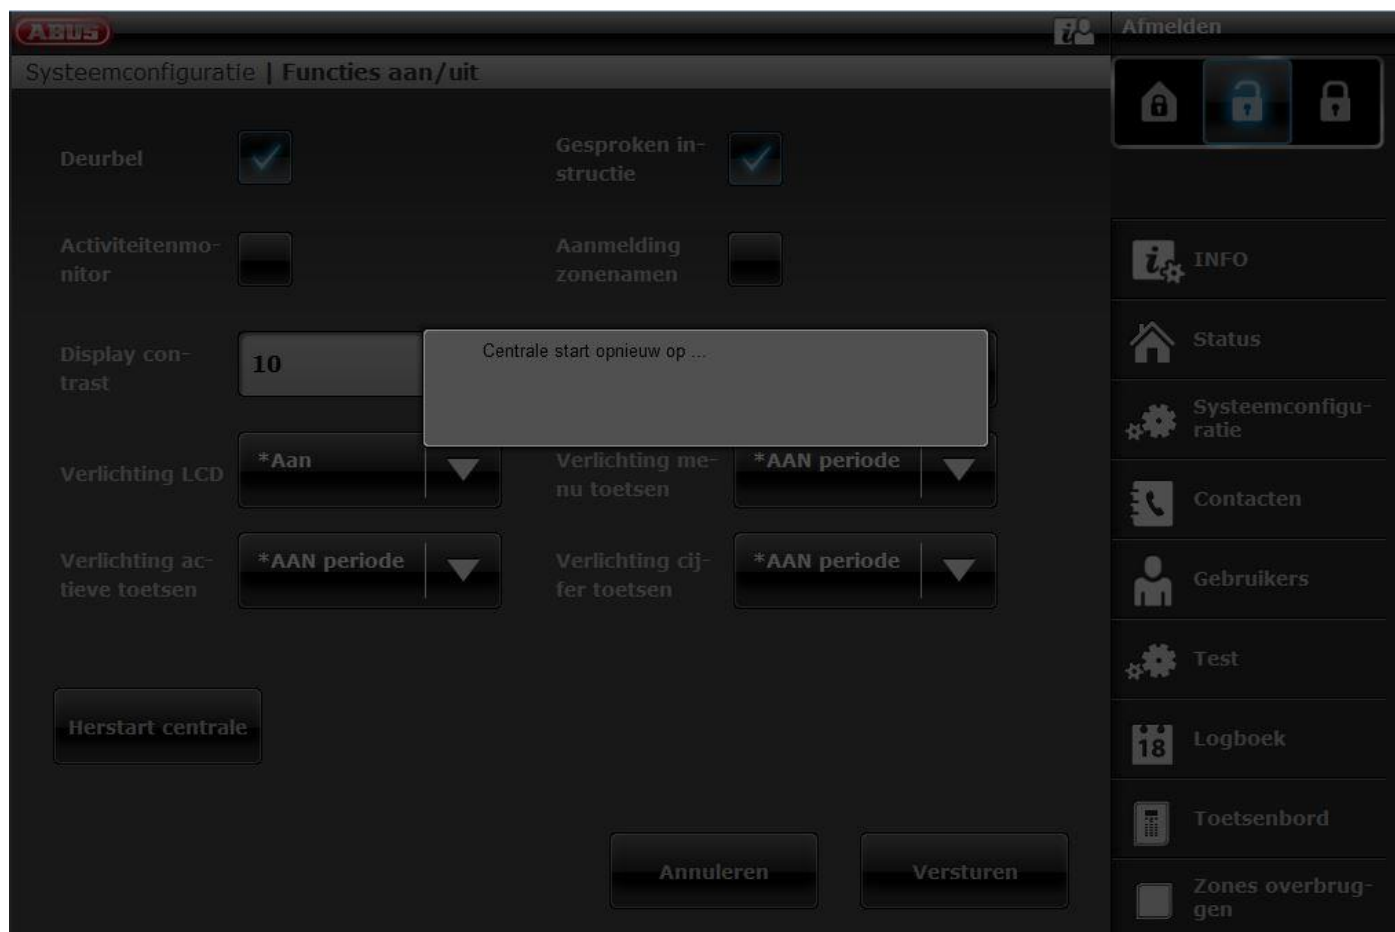 ABUS
Afmelden
Systeemconfiguratie | Functies aan/uit
Deurbel
Gesproken in-
structie
Activiteitenmo-
nitor
Aanmelding
zonenamen
Display con-
trast
10
Centrale start opnieuw op ...
Verlichting LCD
*Aan
Verlichting me-
nu toetsen
*AAN periode
Verlichting ac-
tieve toetsen
*AAN periode
Verlichting cij-
fer toetsen
*AAN periode
Herstart centrale
Annuleren
Versturen
INFO
Status
Systeemconfigu-
ratie
Contacten
Gebruikers
Test
18
Logboek
Toetsenbord
Zones overbrug-
gen